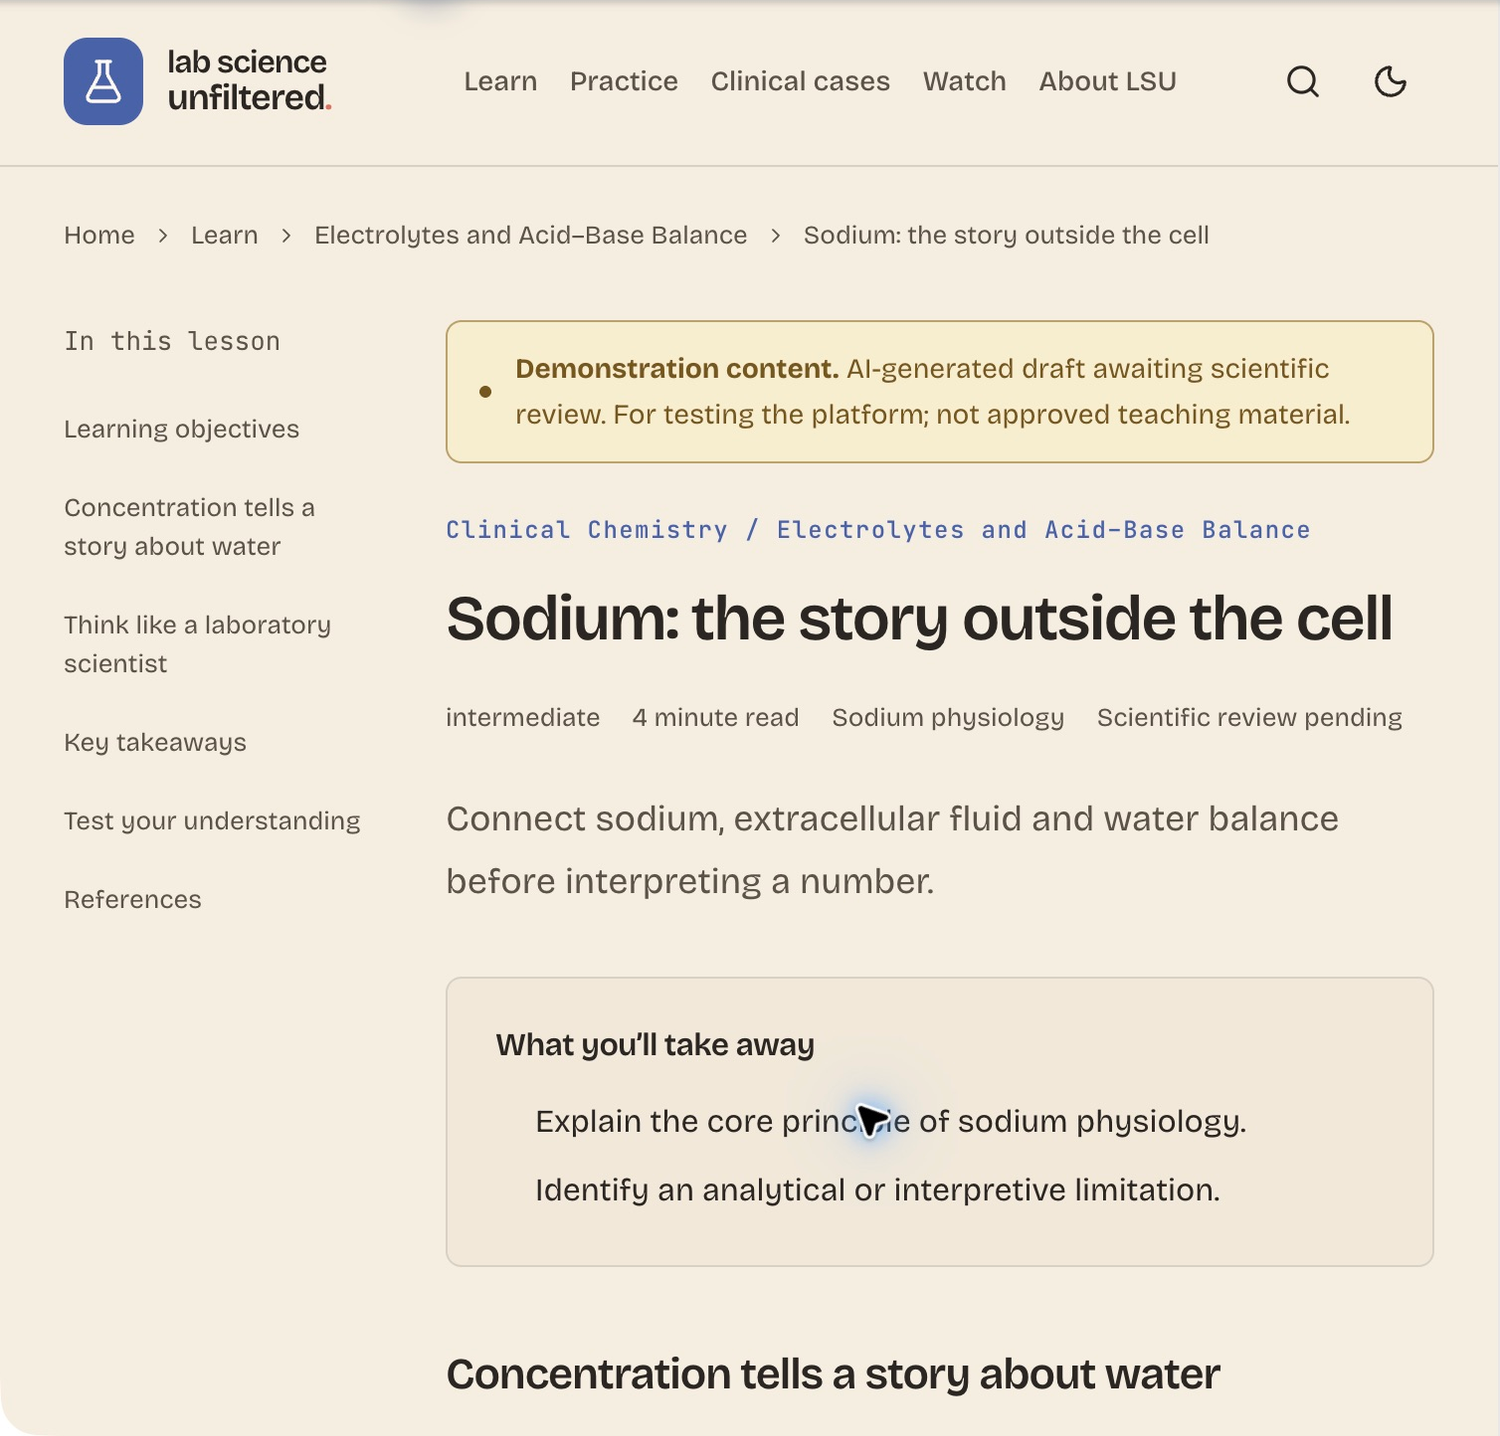 lab science
unfiltered.
Learn
Practice
Clinical cases
Watch
About LSU
Home > Learn > Electrolytes and Acid–Base Balance > Sodium: the story outside the cell
In this lesson
Learning objectives
Concentration tells a
story about water
Think like a laboratory
scientist
Key takeaways
Test your understanding
References
Demonstration content. AI-generated draft awaiting scientific
review. For testing the platform; not approved teaching material.
Clinical Chemistry / Electrolytes and Acid–Base Balance
Sodium: the story outside the cell
intermediate
4 minute read
Sodium physiology
Scientific review pending
Connect sodium, extracellular fluid and water balance
before interpreting a number.
What you’ll take away
Explain the core principle of sodium physiology.
Identify an analytical or interpretive limitation.
Concentration tells a story about water